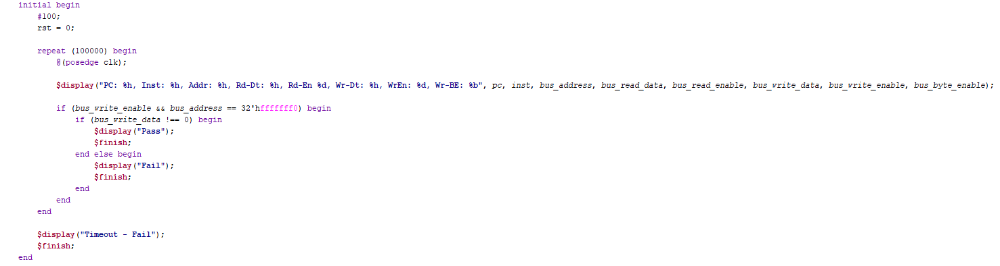 initial begin
#100;
rst = 0;
repeat (100000) begin
@(posedge clk);
$display("PC: %h, Inst: %h, Addr: %h, Rd-Dt: %h, Rd-En %d, Wr-Dt: %h, WrEn: %d, Wr-BE: %b", pc, inst, bus_address, bus_read_data, bus_read_enable, bus_write_data, bus_write_enable, bus_byte_enable);
if (bus_write_enable && bus_address == 32'hfffffff0) begin
if (bus_write_data !== 0) begin
$display("Pass");
$finish;
end else begin
$display("Fail");
$finish;
end
end
end
$display("Timeout - Fail");
$finish;
end